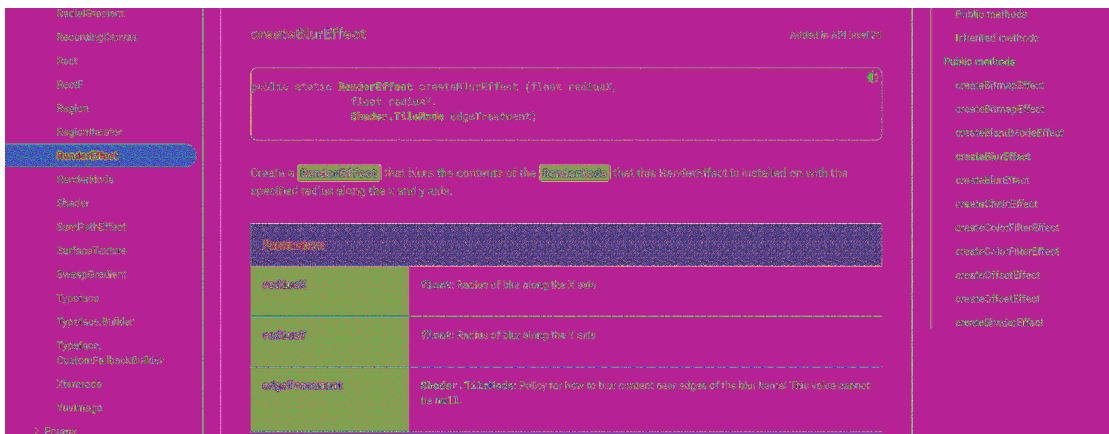 RadialGradient
RecordingCanvas
Rect
RectF
Region
RegionIterator
RenderEffect
RenderNode
Shader
SumPathEffect
SurfaceTexture
SweepGradient
Typeface
Typeface.Builder
Typeface.
CustomFallbackBuilder
Xfermode
YuvImage
createBlurEffect
Added in API level 31
public static RenderEffect createBlurEffect (float radiusX,
float radiusY,
Shader.TileMode edgeTreatment)
Create a RenderEffect that blurs the contents of the RenderNode that this RenderEffect is installed on with the
specified radius along the x and y axis.
Parameters
radiusX
float: Radius of blur along the X axis
radiusY
float: Radius of blur along the Y axis
edgeTreatment
Shader.TileMode: Policy for how to blur content near edges of the blur kernel This value cannot
be null.
Public methods
Inherited methods
Public methods
createBitmapEffect
createBitmapEffect
createBlendModeEffect
createBlurEffect
createBlurEffect
createChainEffect
createColorFilterEffect
createColorFilterEffect
createOffsetEffect
createOffsetEffect
createShaderEffect